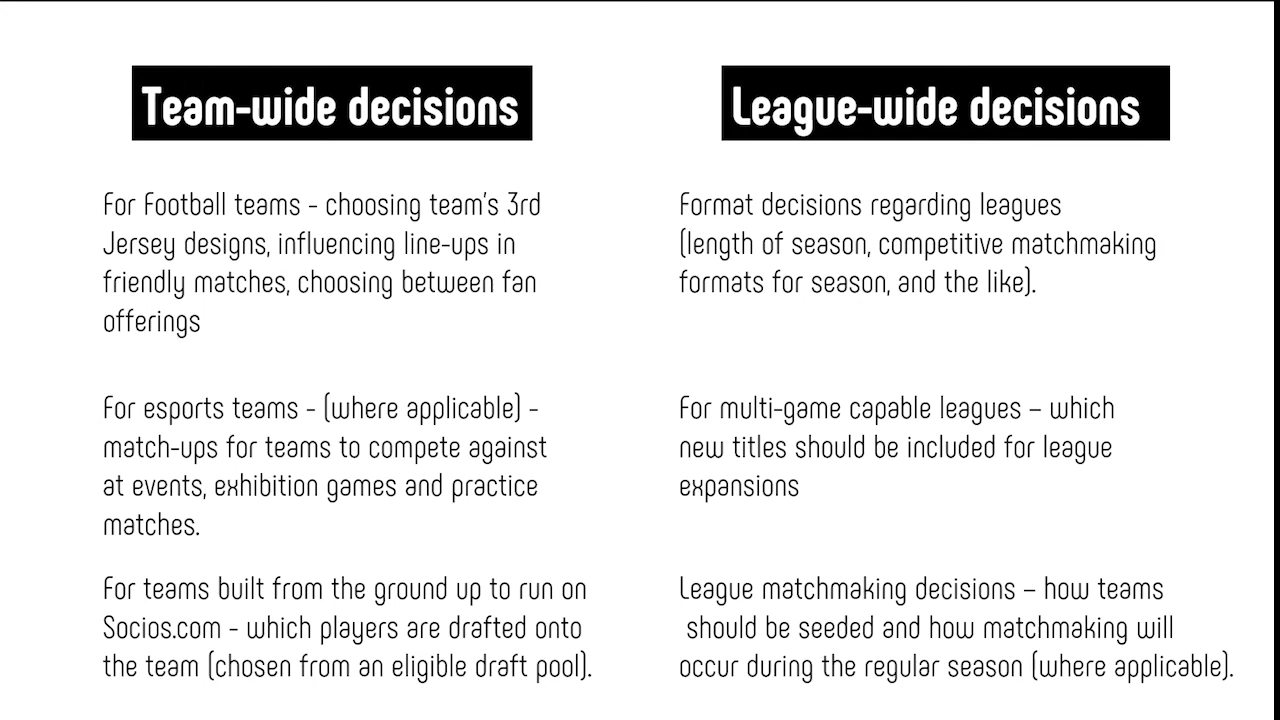 Team-wide decisions
For Football teams - choosing team's 3rd
Jersey designs, influencing line-ups in
friendly matches, choosing between fan
offerings
For esports teams - (where applicable) -
match-ups for teams to compete against
at events, exhibition games and practice
matches.
For teams built from the ground up to run on
Socios.com - which players are drafted onto
the team (chosen from an eligible draft pool).
League-wide decisions
Format decisions regarding leagues
(length of season, competitive matchmaking
formats for season, and the like).
For multi-game capable leagues – which
new titles should be included for league
expansions
League matchmaking decisions – how teams
should be seeded and how matchmaking will
occur during the regular season (where applicable).